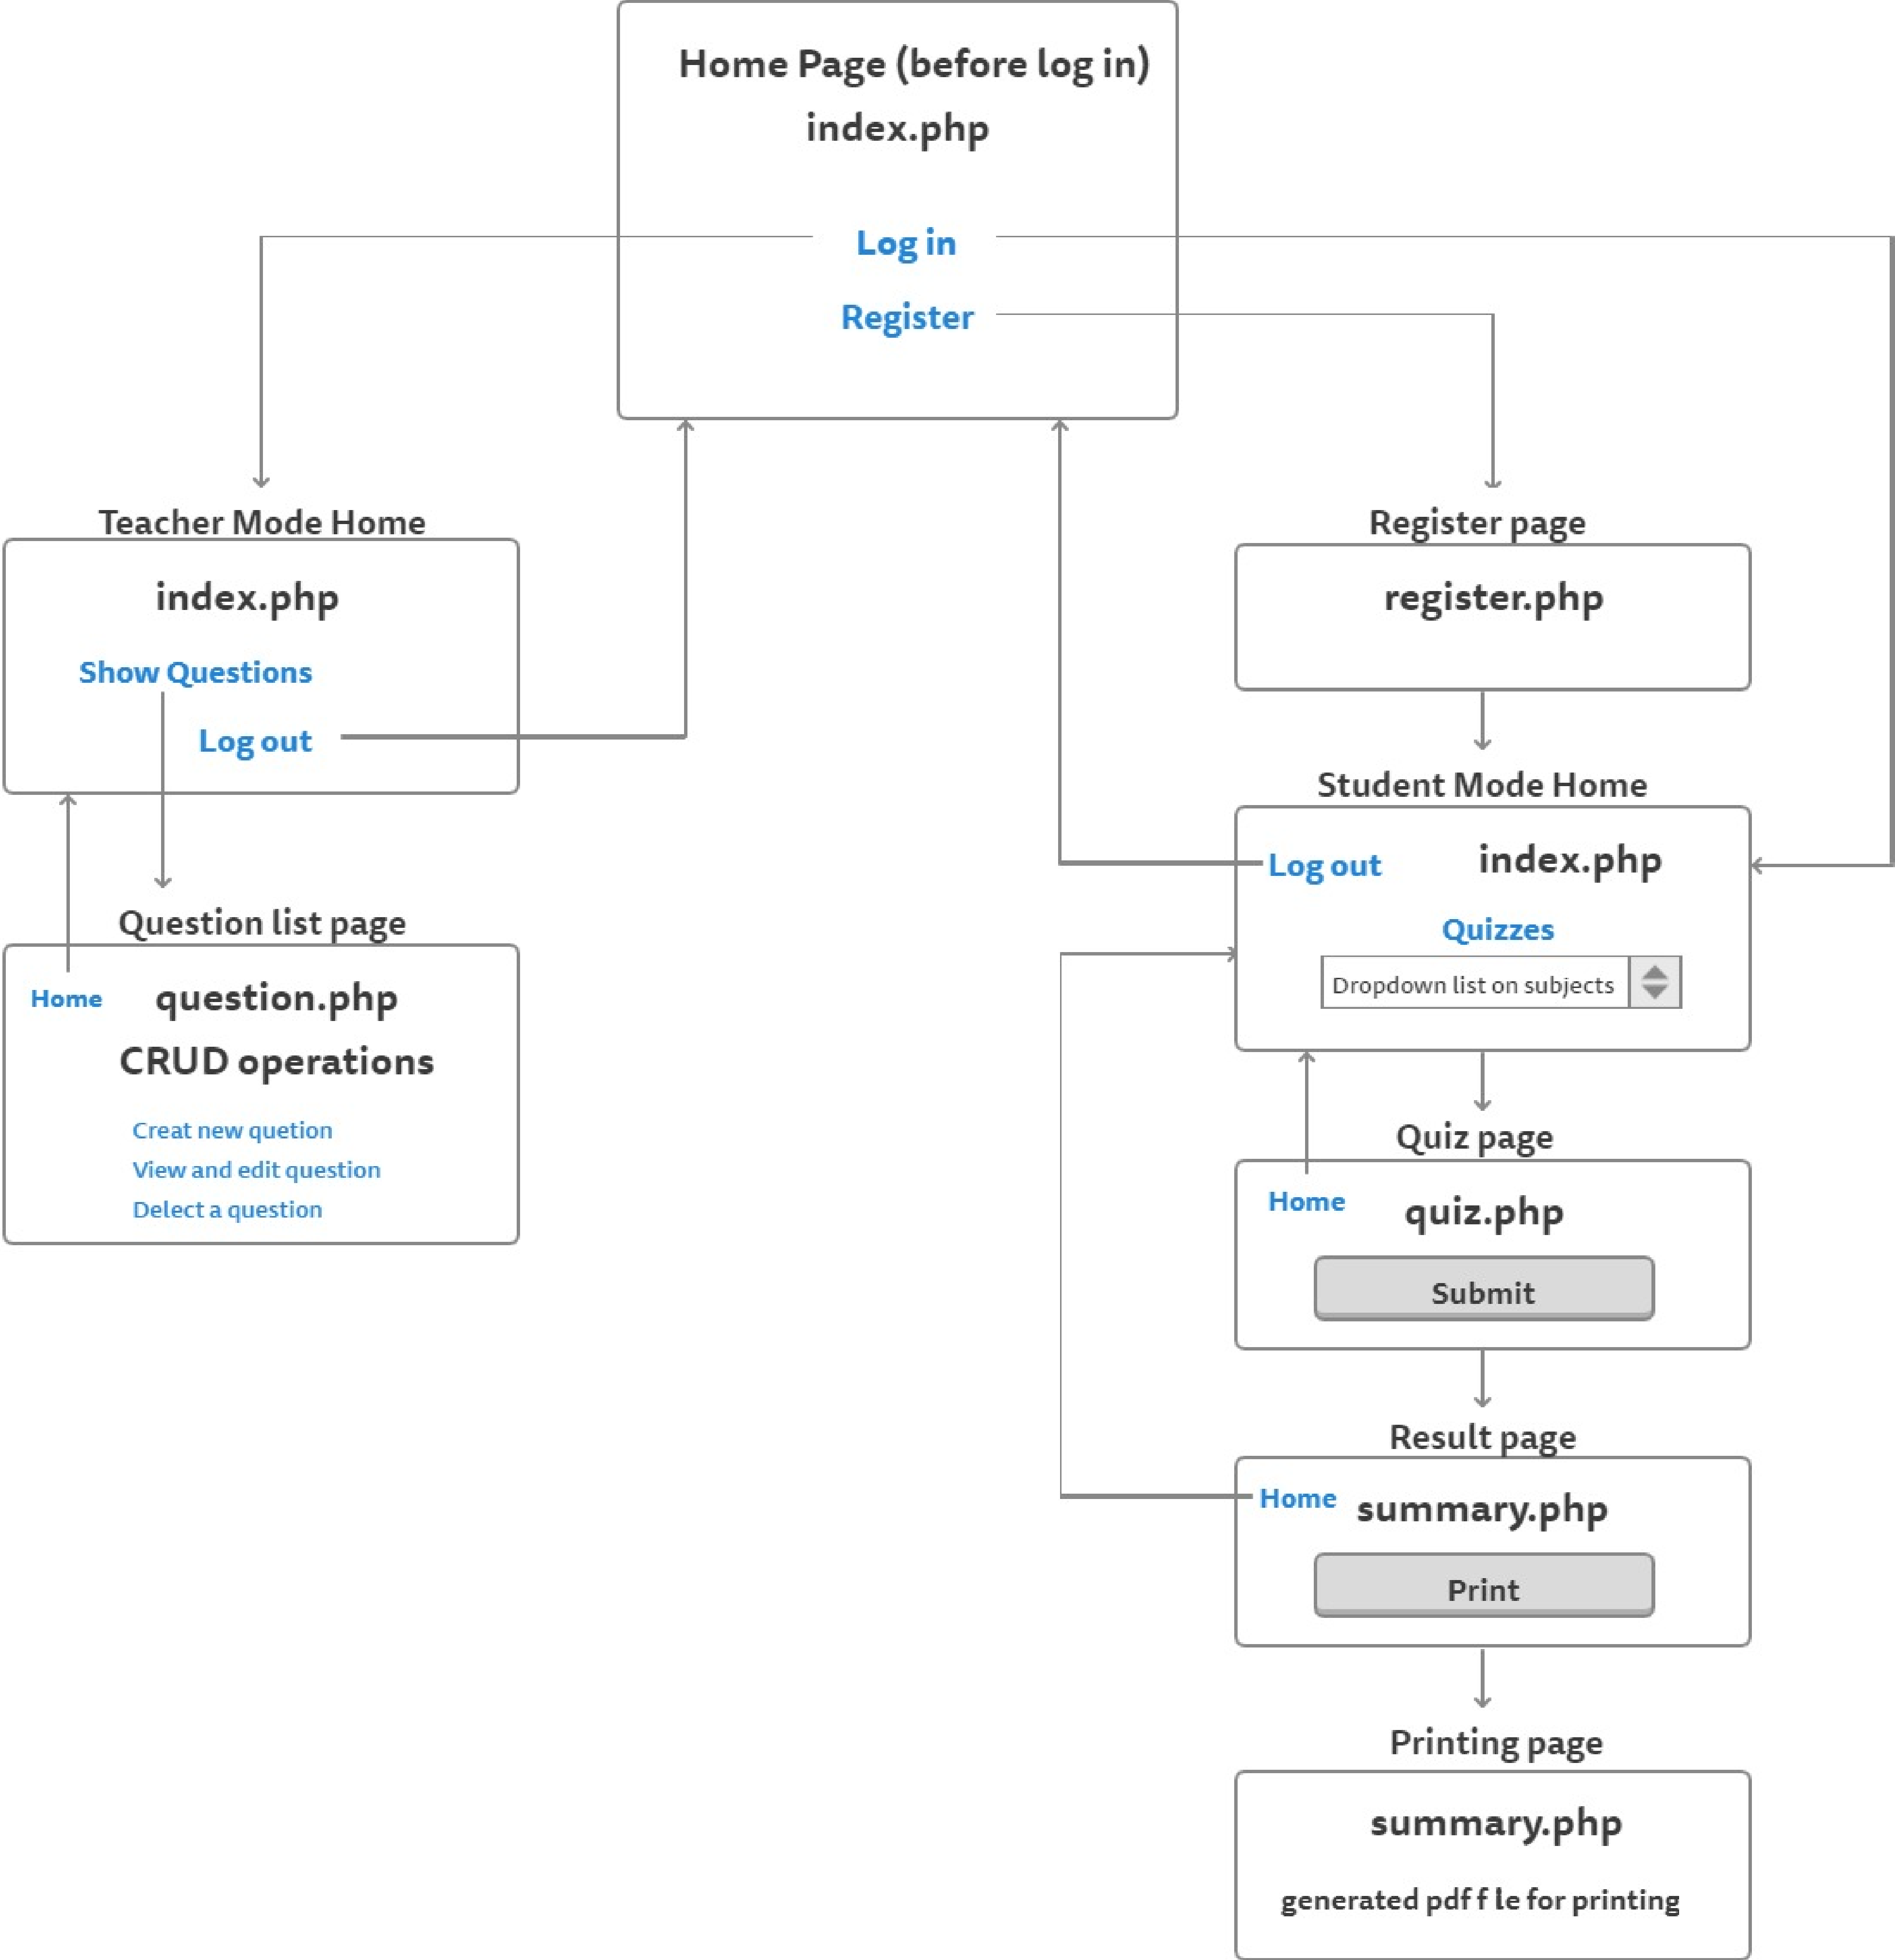 Home Page (before log in)
index.php
Log in
Register
Teacher Mode Home
index.php
Show Questions
Log out
Question list page
Home
question.php
CRUD operations
Creat new quetion
View and edit question
Delect a question
Register page
register.php
Student Mode Home
Log out
index.php
Quizzes
Dropdown list on subjects
Quiz page
Home
quiz.php
Submit
Result page
Home
summary.php
Print
Printing page
summary.php
generated pdf f le for printing